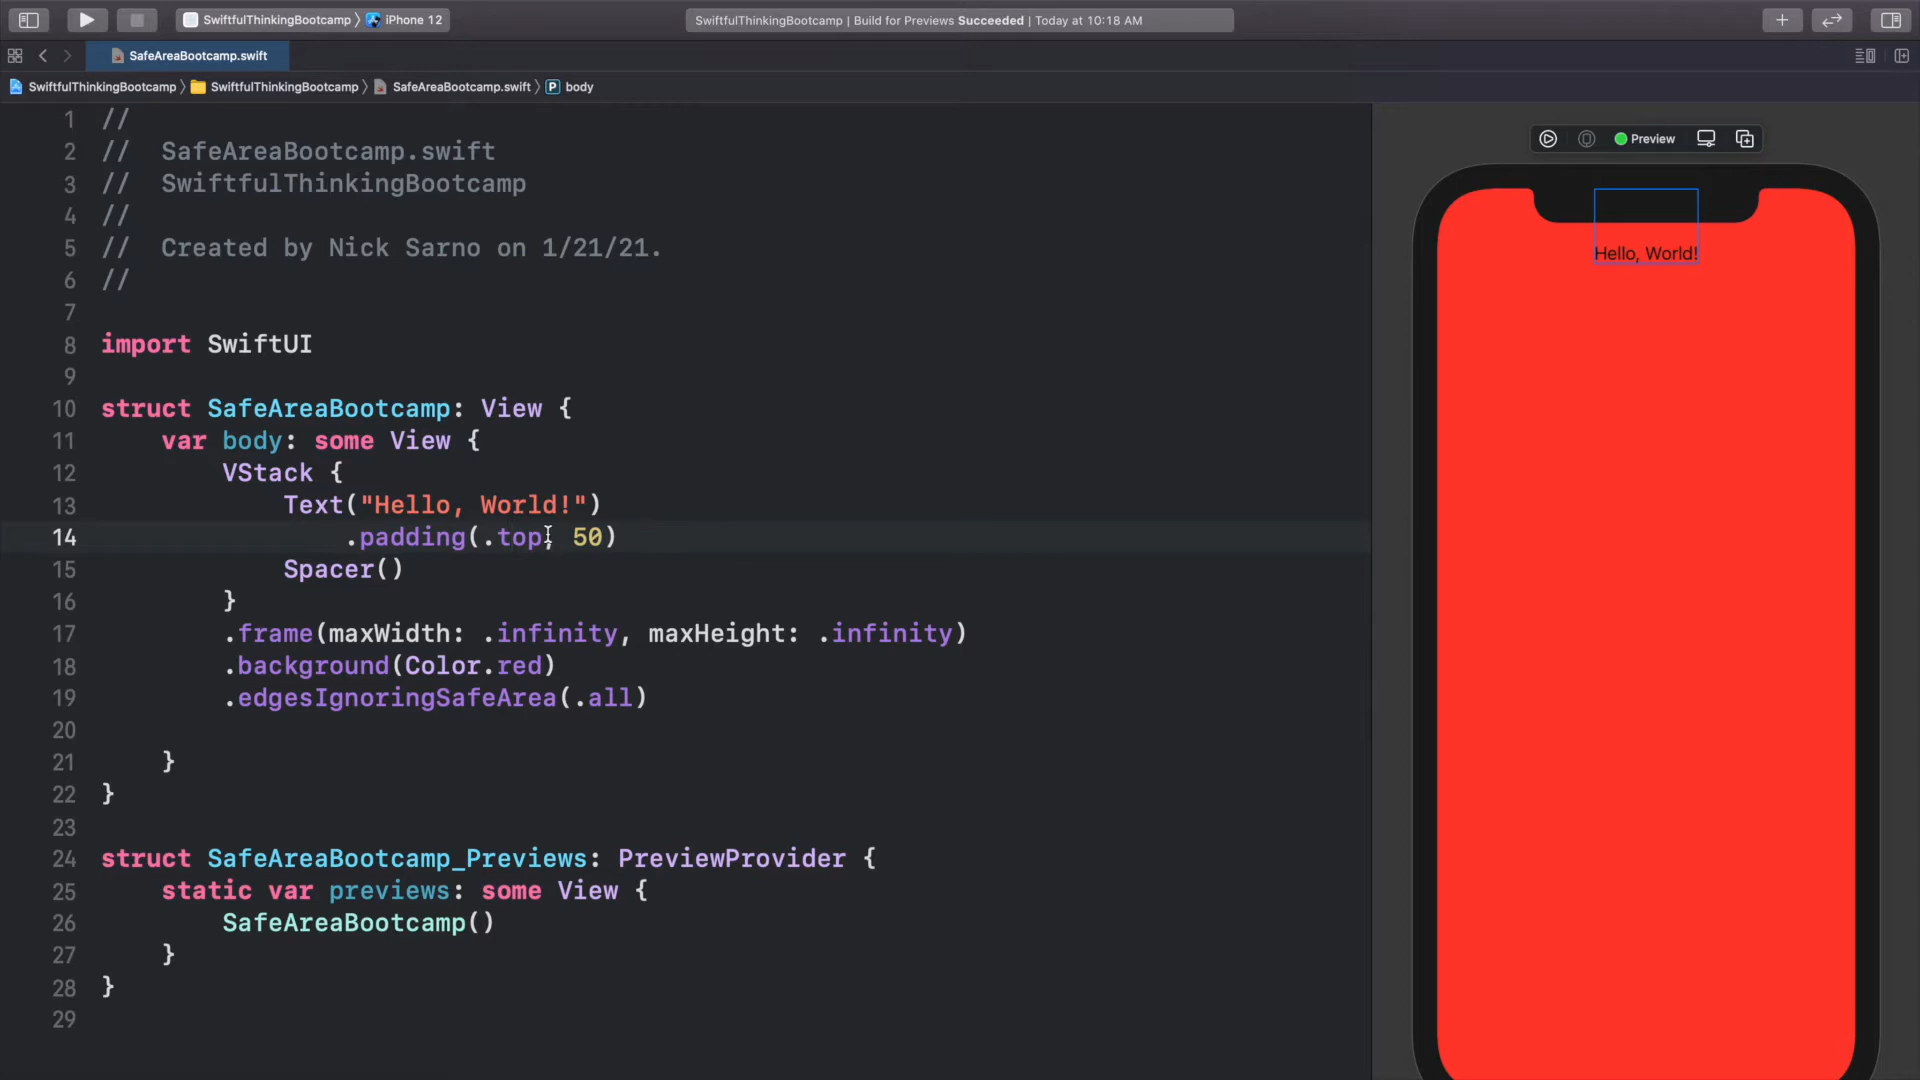 SwiftfulThinkingBootcamp 〉 iPhone 12
SwiftfulThinkingBootcamp | Build for Previews Succeeded | Today at 10:18 AM
SafeAreaBootcamp.swift
SwiftfulThinkingBootcamp 〉 SwiftfulThinkingBootcamp 〉 SafeAreaBootcamp.swift 〉 P body
1 //
2 //  SafeAreaBootcamp.swift
3 //  SwiftfulThinkingBootcamp
4 //
5 //  Created by Nick Sarno on 1/21/21.
6 //
7
8 import SwiftUI
9
10 struct SafeAreaBootcamp: View {
11     var body: some View {
12         VStack {
13             Text("Hello, World!")
14                 .padding(.top, 50)
15             Spacer()
16         }
17         .frame(maxWidth: .infinity, maxHeight: .infinity)
18         .background(Color.red)
19         .edgesIgnoringSafeArea(.all)
20
21     }
22 }
23
24 struct SafeAreaBootcamp_Previews: PreviewProvider {
25     static var previews: some View {
26         SafeAreaBootcamp()
27     }
28 }
29
Preview
Hello, World!